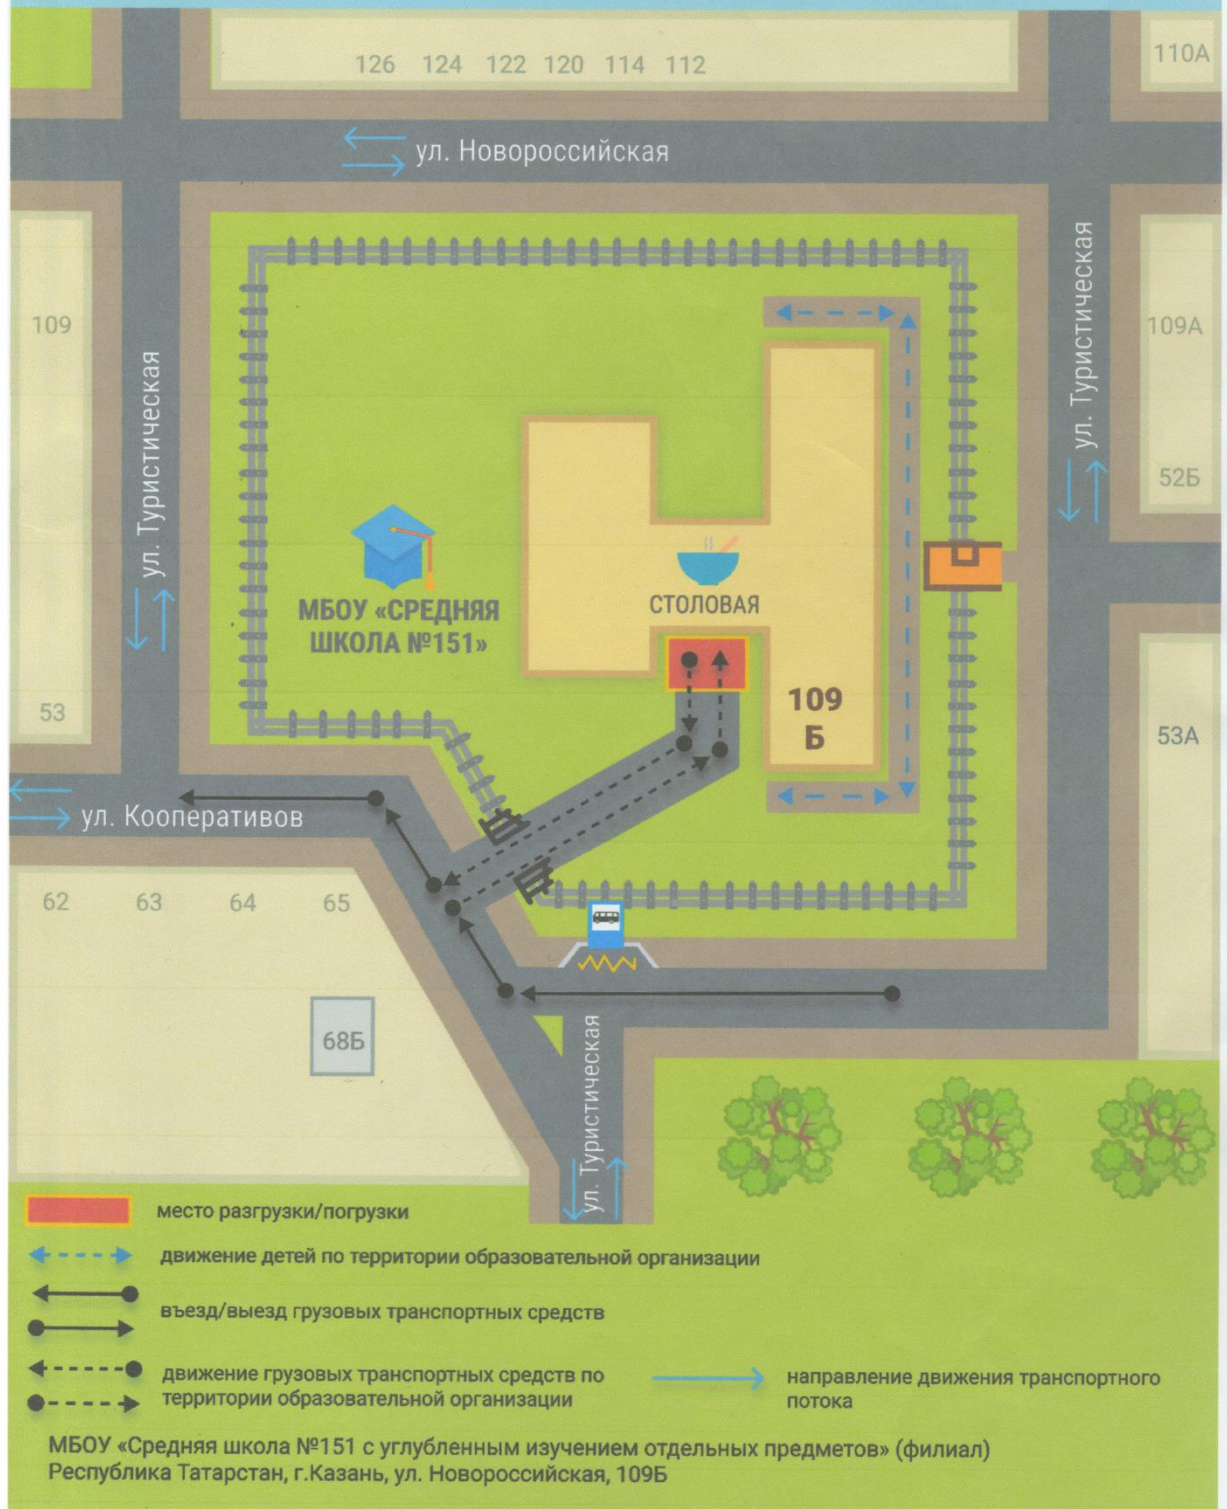 126 124 122 120 114 112
110А
ул. Новороссийская
109
ул. Туристическая
ул. Туристическая
109А
52Б
МБОУ «СРЕДНЯЯ
ШКОЛА №151»
СТОЛОВАЯ
109
Б
53
53А
ул. Кооперативов
62 63 64 65
68Б
ул. Туристическая
место разгрузки/погрузки
движение детей по территории образовательной организации
въезд/выезд грузовых транспортных средств
движение грузовых транспортных средств по
территории образовательной организации
направление движения транспортного
потока
МБОУ «Средняя школа №151 с углубленным изучением отдельных предметов» (филиал)
Республика Татарстан, г.Казань, ул. Новороссийская, 109Б